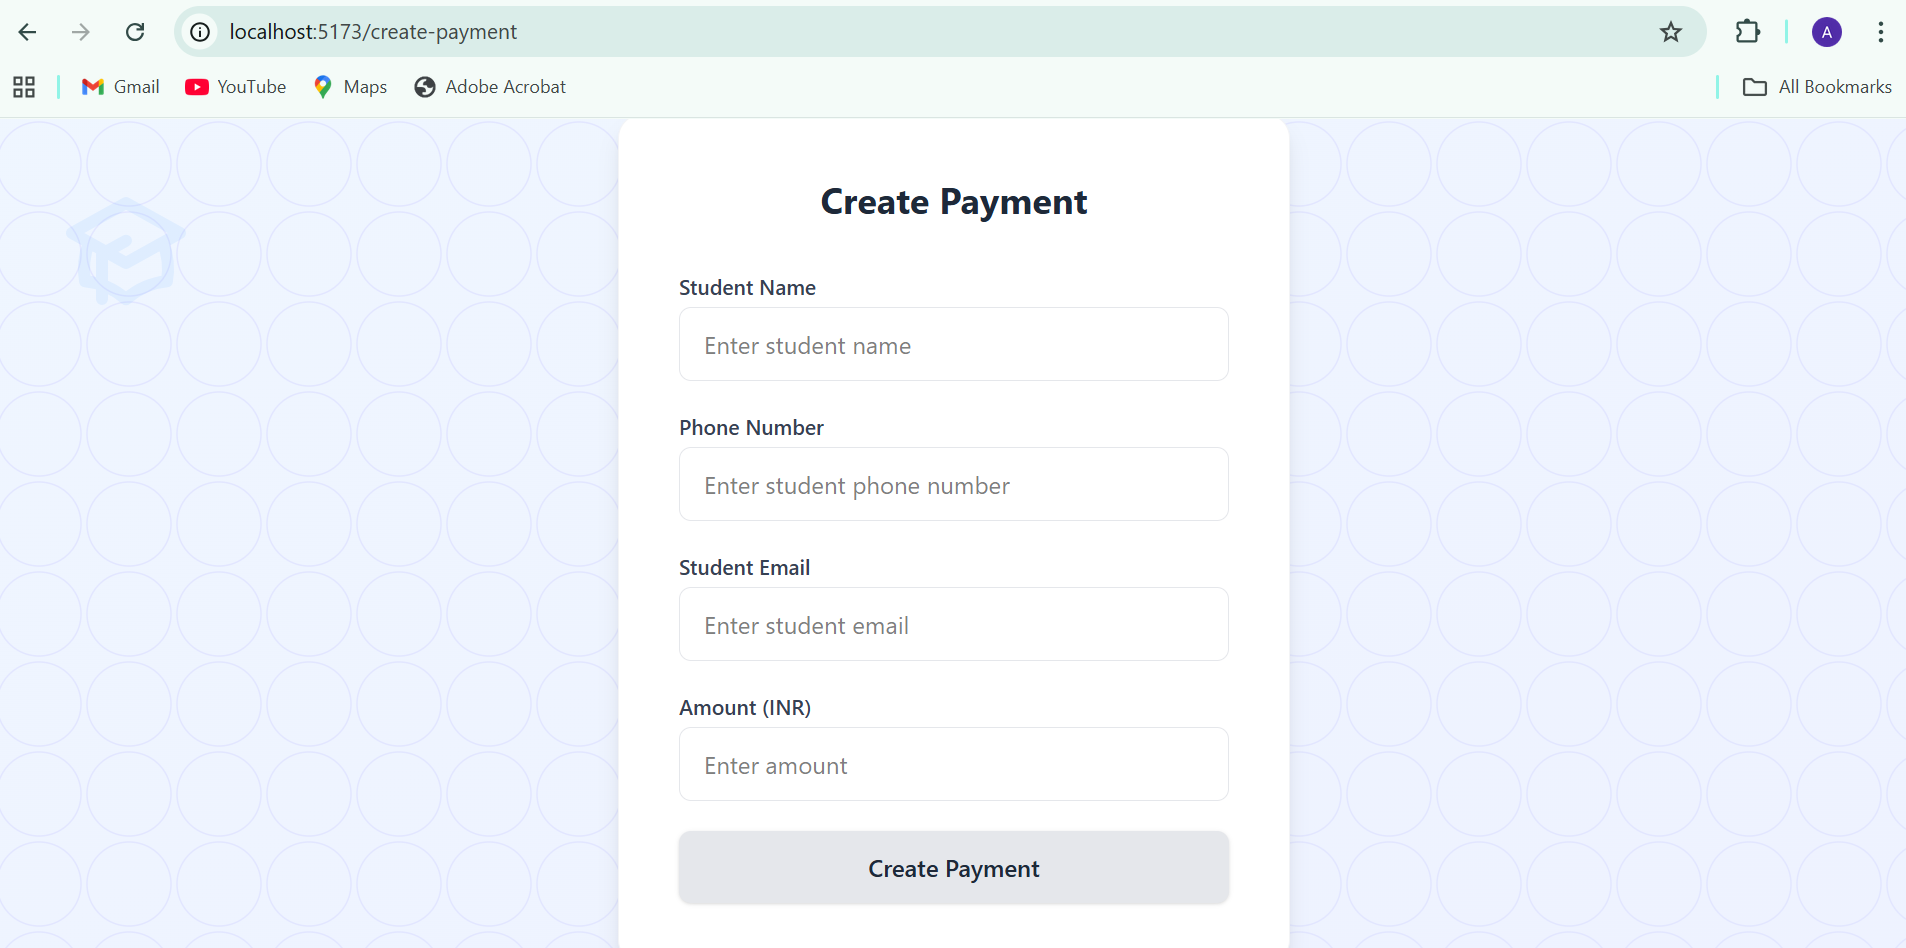 localhost:5173/create-payment
A
Gmail
YouTube
Maps
Adobe Acrobat
All Bookmarks
Create Payment
Student Name
Enter student name
Phone Number
Enter student phone number
Student Email
Enter student email
Amount (INR)
Enter amount
Create Payment